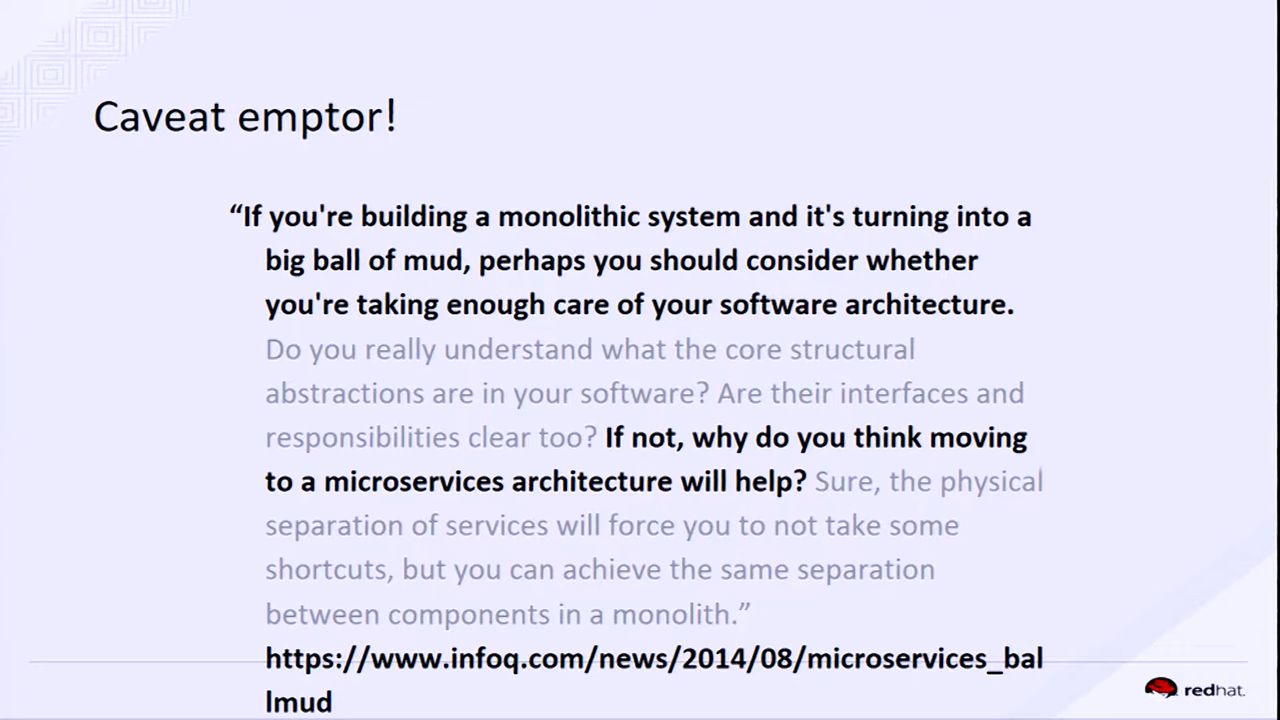 Caveat emptor!
“If you're building a monolithic system and it's turning into a
big ball of mud, perhaps you should consider whether
you're taking enough care of your software architecture.
Do you really understand what the core structural
abstractions are in your software? Are their interfaces and
responsibilities clear too? If not, why do you think moving
to a microservices architecture will help? Sure, the physical
separation of services will force you to not take some
shortcuts, but you can achieve the same separation
between components in a monolith.”
https://www.infoq.com/news/2014/08/microservices_bal
lmud
redhat.